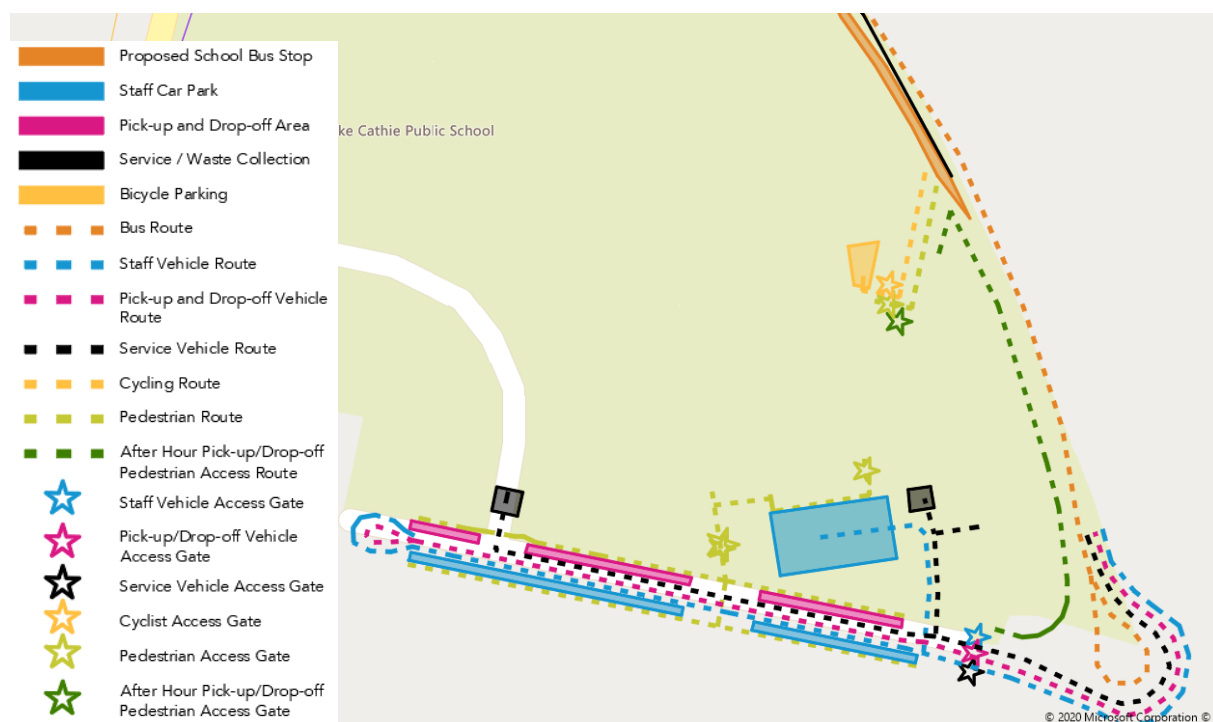 Proposed School Bus Stop
Staff Car Park
Pick-up and Drop-off Area
ke Cathie Public School
Service / Waste Collection
Bicycle Parking
Bus Route
Staff Vehicle Route
Pick-up and Drop-off Vehicle
Route
Service Vehicle Route
Cycling Route
Pedestrian Route
After Hour Pick-up/Drop-off
Pedestrian Access Route
Staff Vehicle Access Gate
Pick-up/Drop-off Vehicle
Access Gate
Service Vehicle Access Gate
Cyclist Access Gate
Pedestrian Access Gate
After Hour Pick-up/Drop-off
Pedestrian Access Gate
© 2020 Microsoft Corporation ©